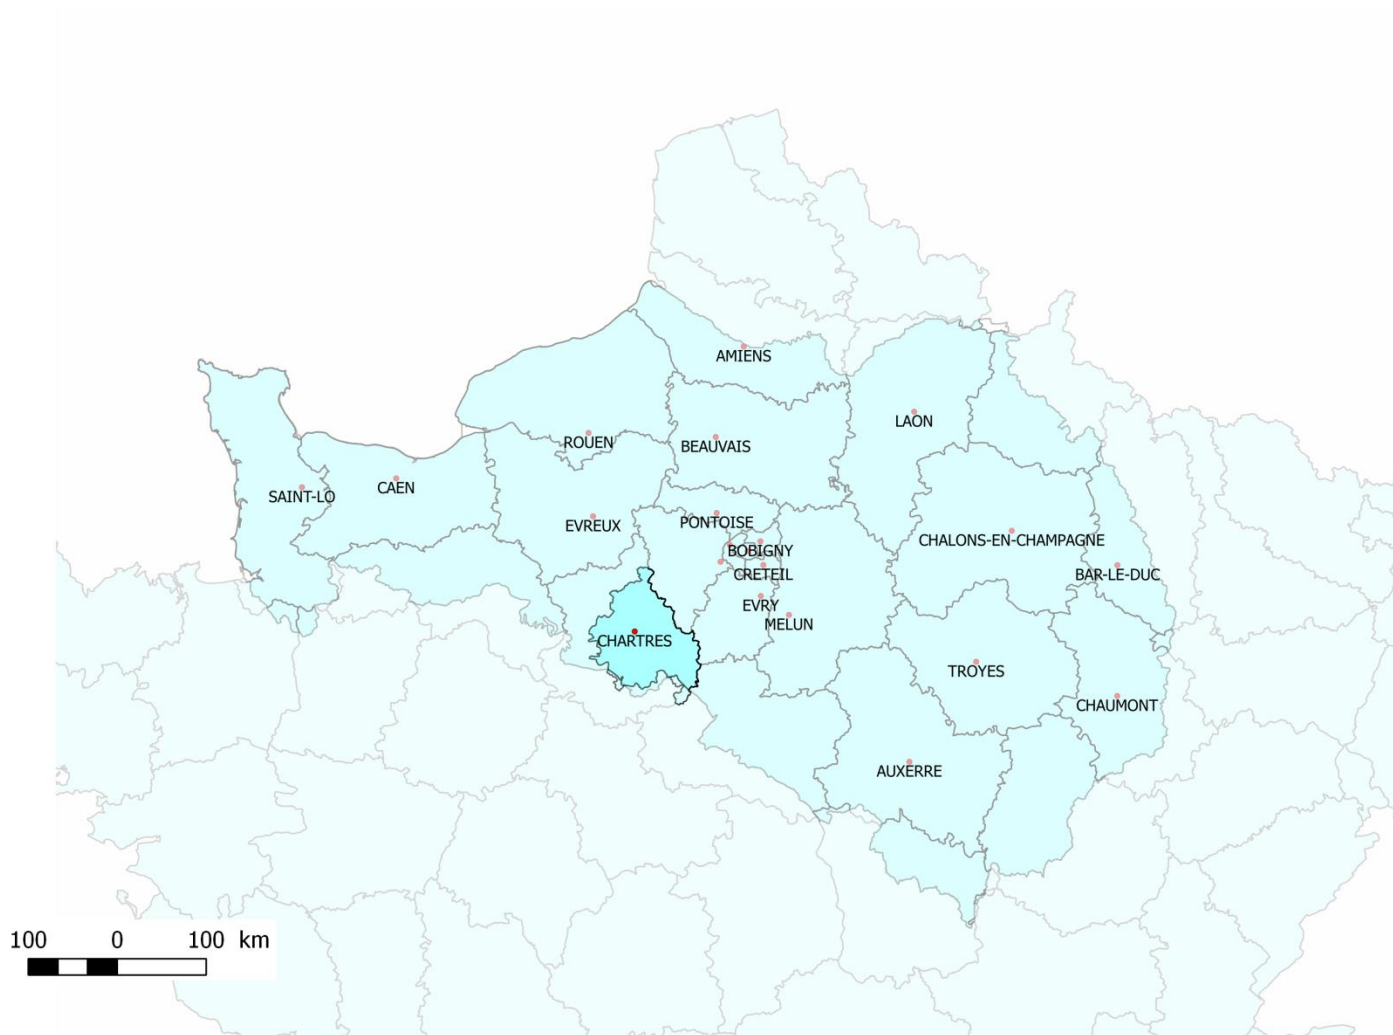 AMIENS
LAON
ROUEN
BEAUVAIS
CAEN
SAINT-LO
EVREUX
PONTOISE
CHALONS-EN-CHAMPAGNE
BOBIGNY
CRETEIL
BAR-LE-DUC
EVRY
MELUN
CHARTRES
TROYES
CHAUMONT
AUXERRE
100 0 100 km